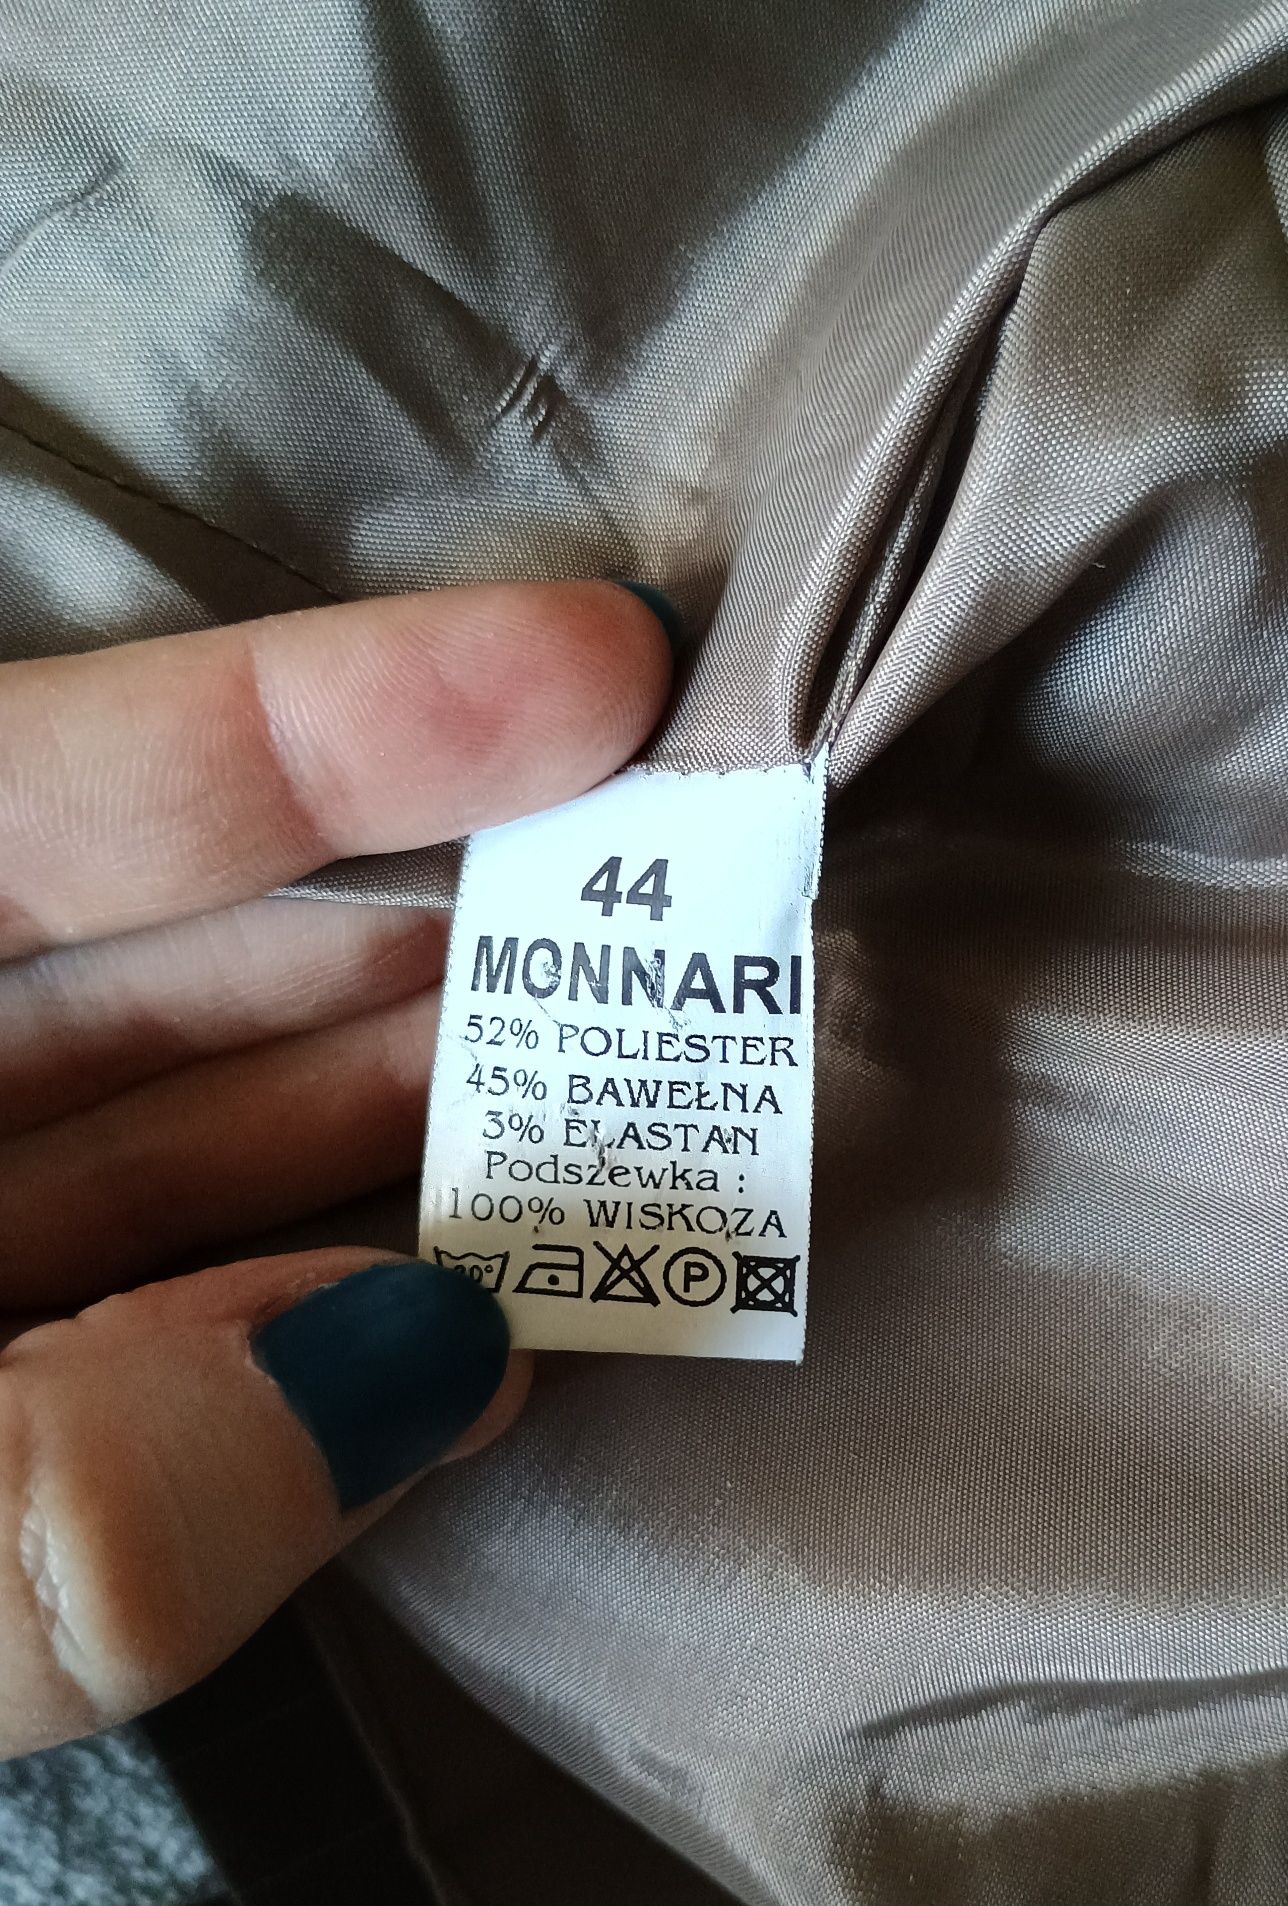 44
MONNARI
52% POLIESTER
45% BAWEŁNA
3% ELASTAN
Podszewka :
100% WISKOZA
P